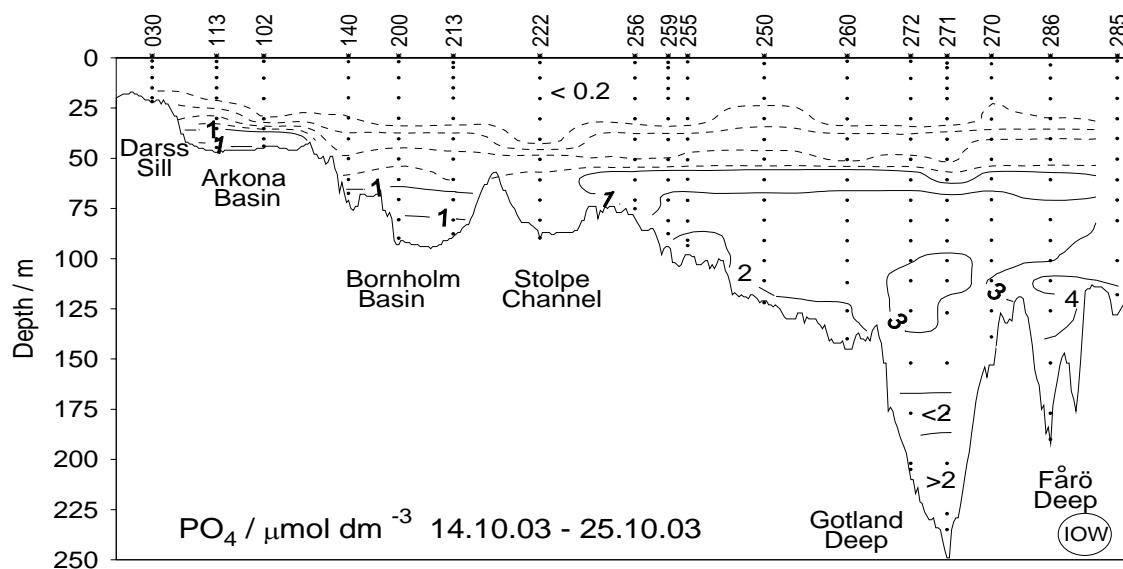 030 113 102 140 200 213 222 256 259 255 250 260 272 271 270 286 285
0
25
50
75
100
125
150
175
200
225
250
Depth / m
< 0.2
1
1
Darss
Sill
Arkona
Basin
1
1
1
Bornholm
Basin
Stolpe
Channel
2
3
3
4
<2
>2
Gotland
Deep
Fårö
Deep
PO4 / μmol dm -3 14.10.03 - 25.10.03
IOW